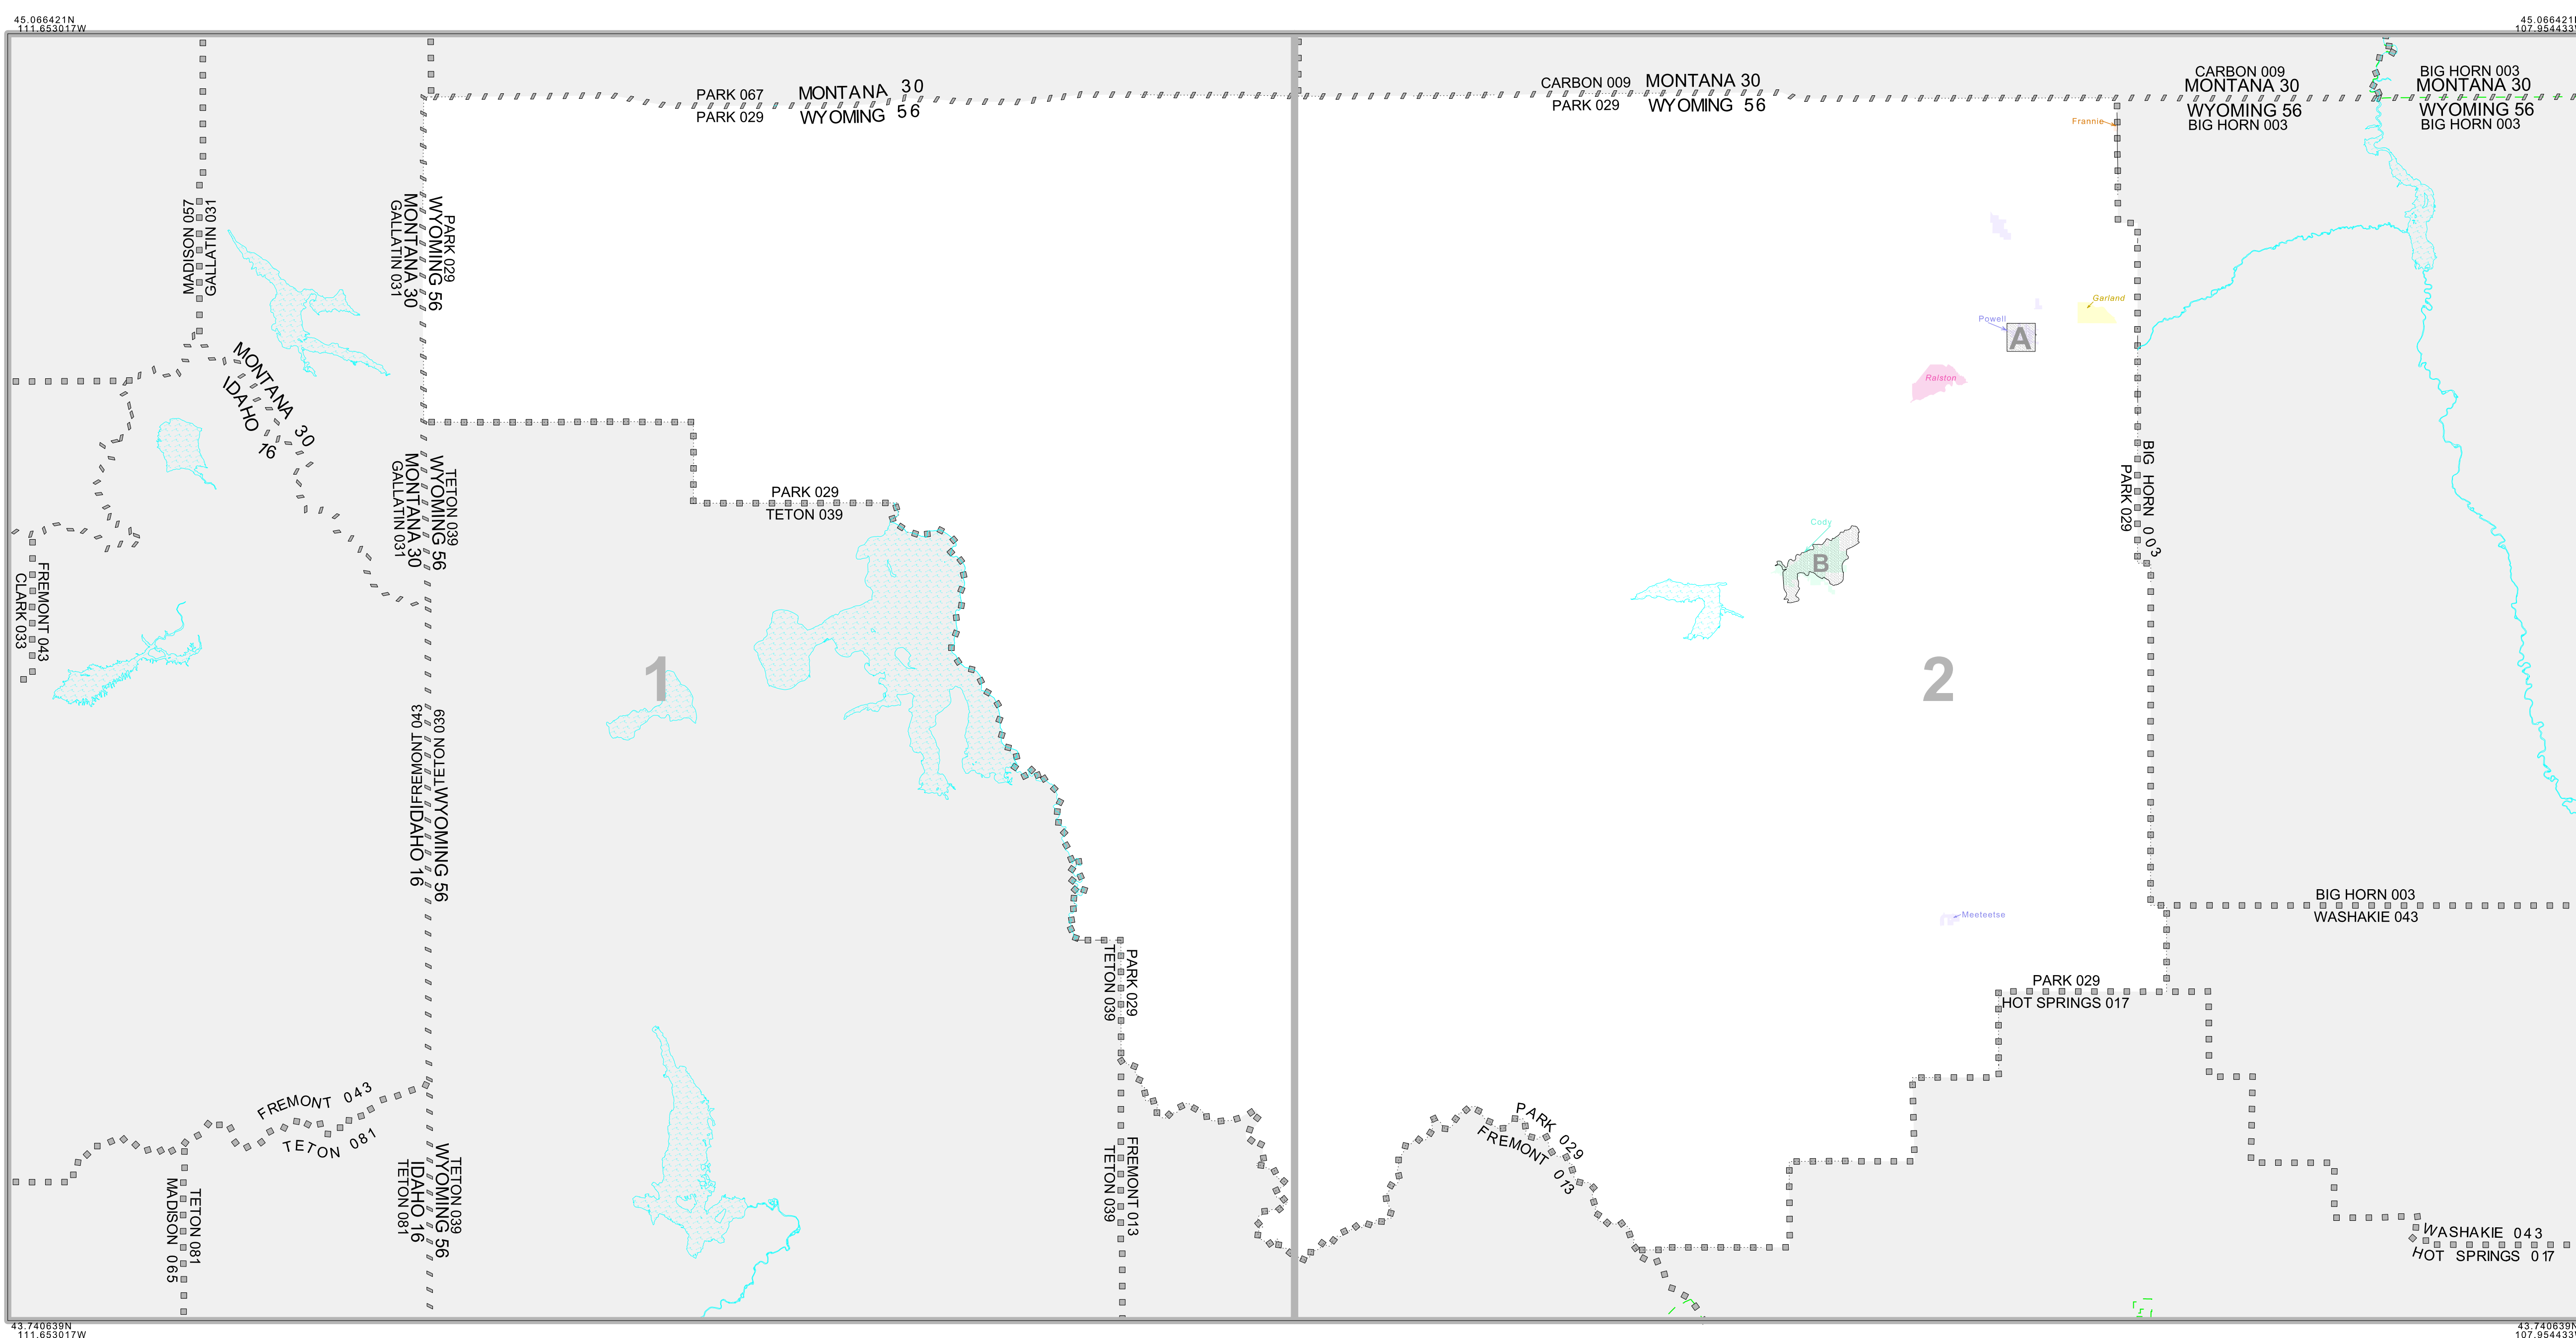 45.066421N
111.653017W
45.066421N
107.954433W
PARK 067 MONTANA 30
PARK 029 WYOMING 56
CARBON 009 MONTANA 30
PARK 029 WYOMING 56
CARBON 009
MONTANA 30
WYOMING 56
BIG HORN 003
BIG HORN 003
MONTANA 30
WYOMING 56
BIG HORN 003
Frannie
MADISON 057
GALLATIN 031
GALLATIN 031
MONTANA 30
WYOMING 56
PARK 029
Garland
Powell
A
Ralston
MONTANA 30
IDAHO 16
GALLATIN 031
MONTANA 30
WYOMING 56
TETON 039
PARK 029
TETON 039
PARK 029
BIG HORN 003
Cody
B
CLARK 033
FREMONT 043
1
2
FREMONT 043
IDAHO 16
WYOMING 56
TETON 039
BIG HORN 003
WASHAKIE 043
Meeteetse
TETON 039
PARK 029
PARK 029
HOT SPRINGS 017
FREMONT 043
TETON 081
PARK 029
FREMONT 013
MADISON 065
TETON 081
TETON 081
IDAHO 16
WYOMING 56
TETON 039
TETON 039
FREMONT 013
WASHAKIE 043
HOT SPRINGS 017
43.740639N
111.653017W
43.740639N
107.954433W